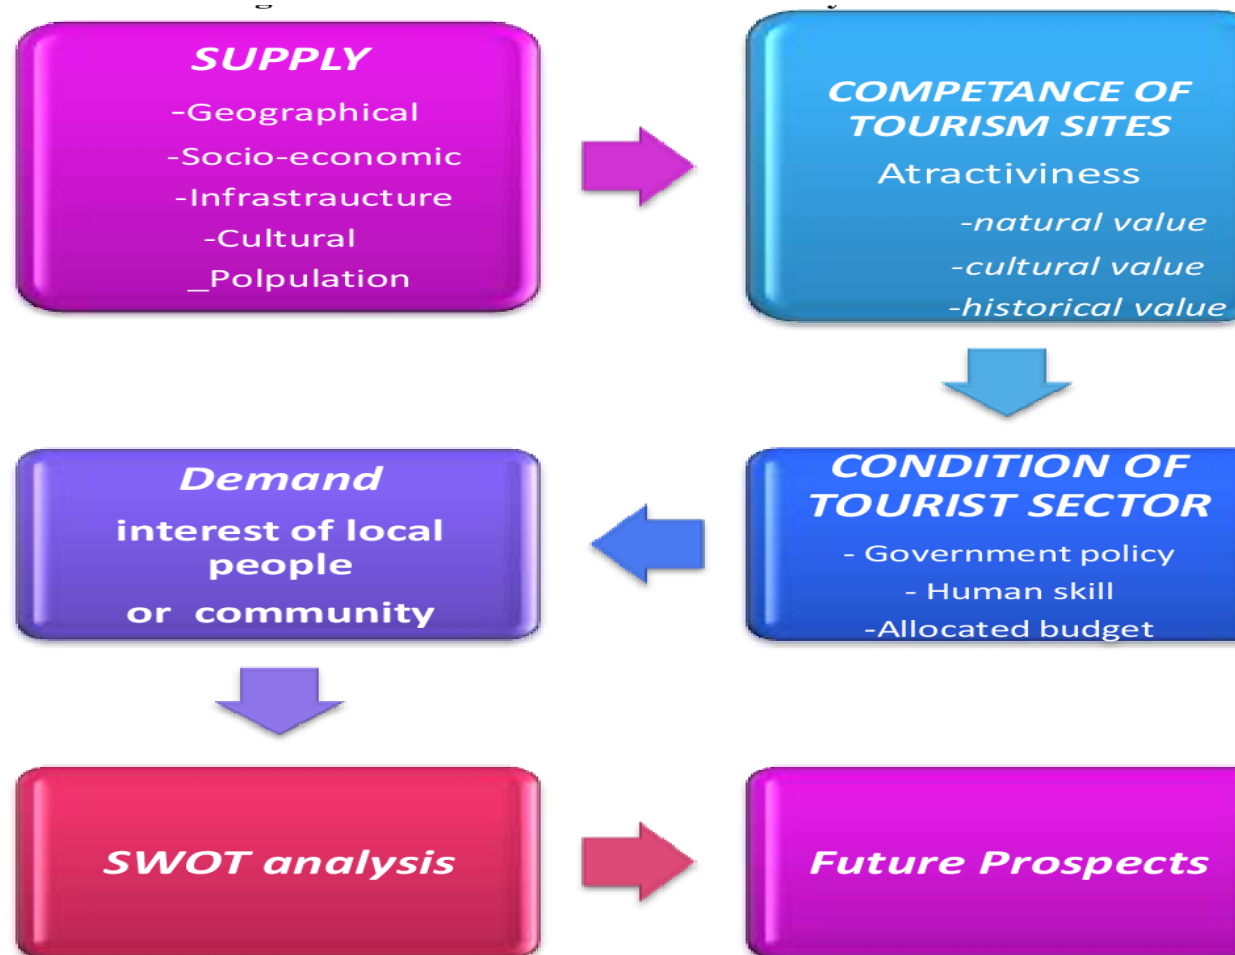 SUPPLY
-Geographical
-Socio-economic
-Infrastraucture
-Cultural
_Polpulation
COMPETANCE OF
TOURISM SITES
Atractiviness
-natural value
-cultural value
-historical value
CONDITION OF
TOURIST SECTOR
- Government policy
- Human skill
-Allocated budget
Demand
interest of local
people
or community
SWOT analysis
Future Prospects